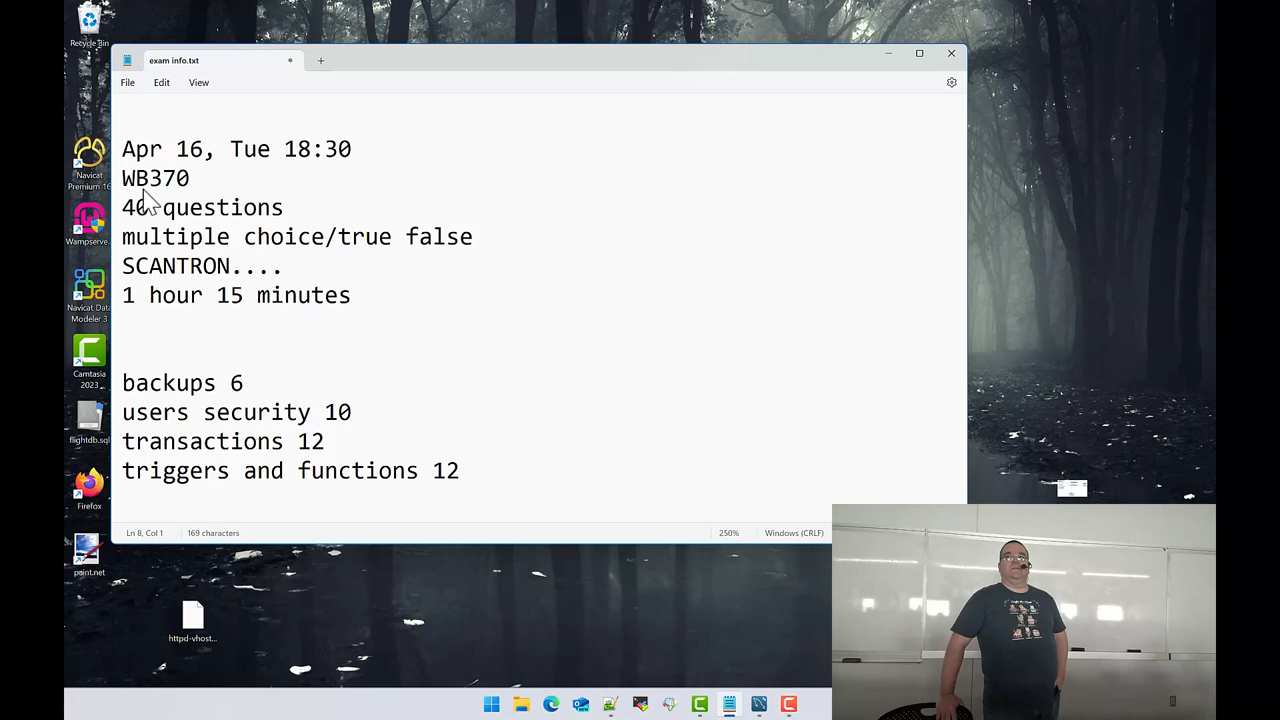 Recycle Bin
exam info.txt
File Edit View
Apr 16, Tue 18:30
WB370
40 questions
multiple choice/true false
SCANTRON....
1 hour 15 minutes
backups 6
users security 10
transactions 12
triggers and functions 12
Ln 8, Col 1 169 characters 250% Windows (CRLF)
Navicat
Premium 16
Wampserve...
Navicat Data
Modeler 3
Camtasia
2023
flightdb.sql
Firefox
paint.net
httpd-vhost...